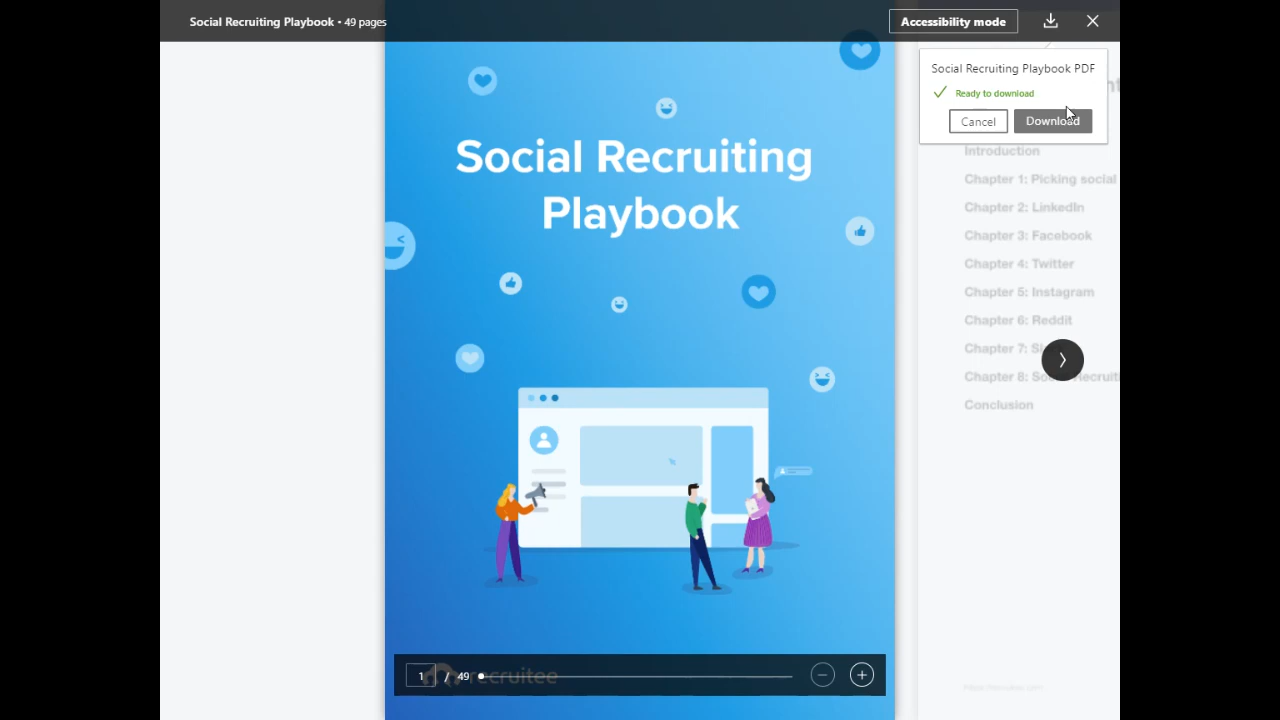 Social Recruiting Playbook • 49 pages
Accessibility mode
Social Recruiting Playbook PDF
Ready to download
Cancel
Download
Social Recruiting
Playbook
Introduction
Chapter 1: Picking social
Chapter 2: LinkedIn
Chapter 3: Facebook
Chapter 4: Twitter
Chapter 5: Instagram
Chapter 6: Reddit
Chapter 7:
Chapter 8:
Conclusion
1 / 49
recruitee